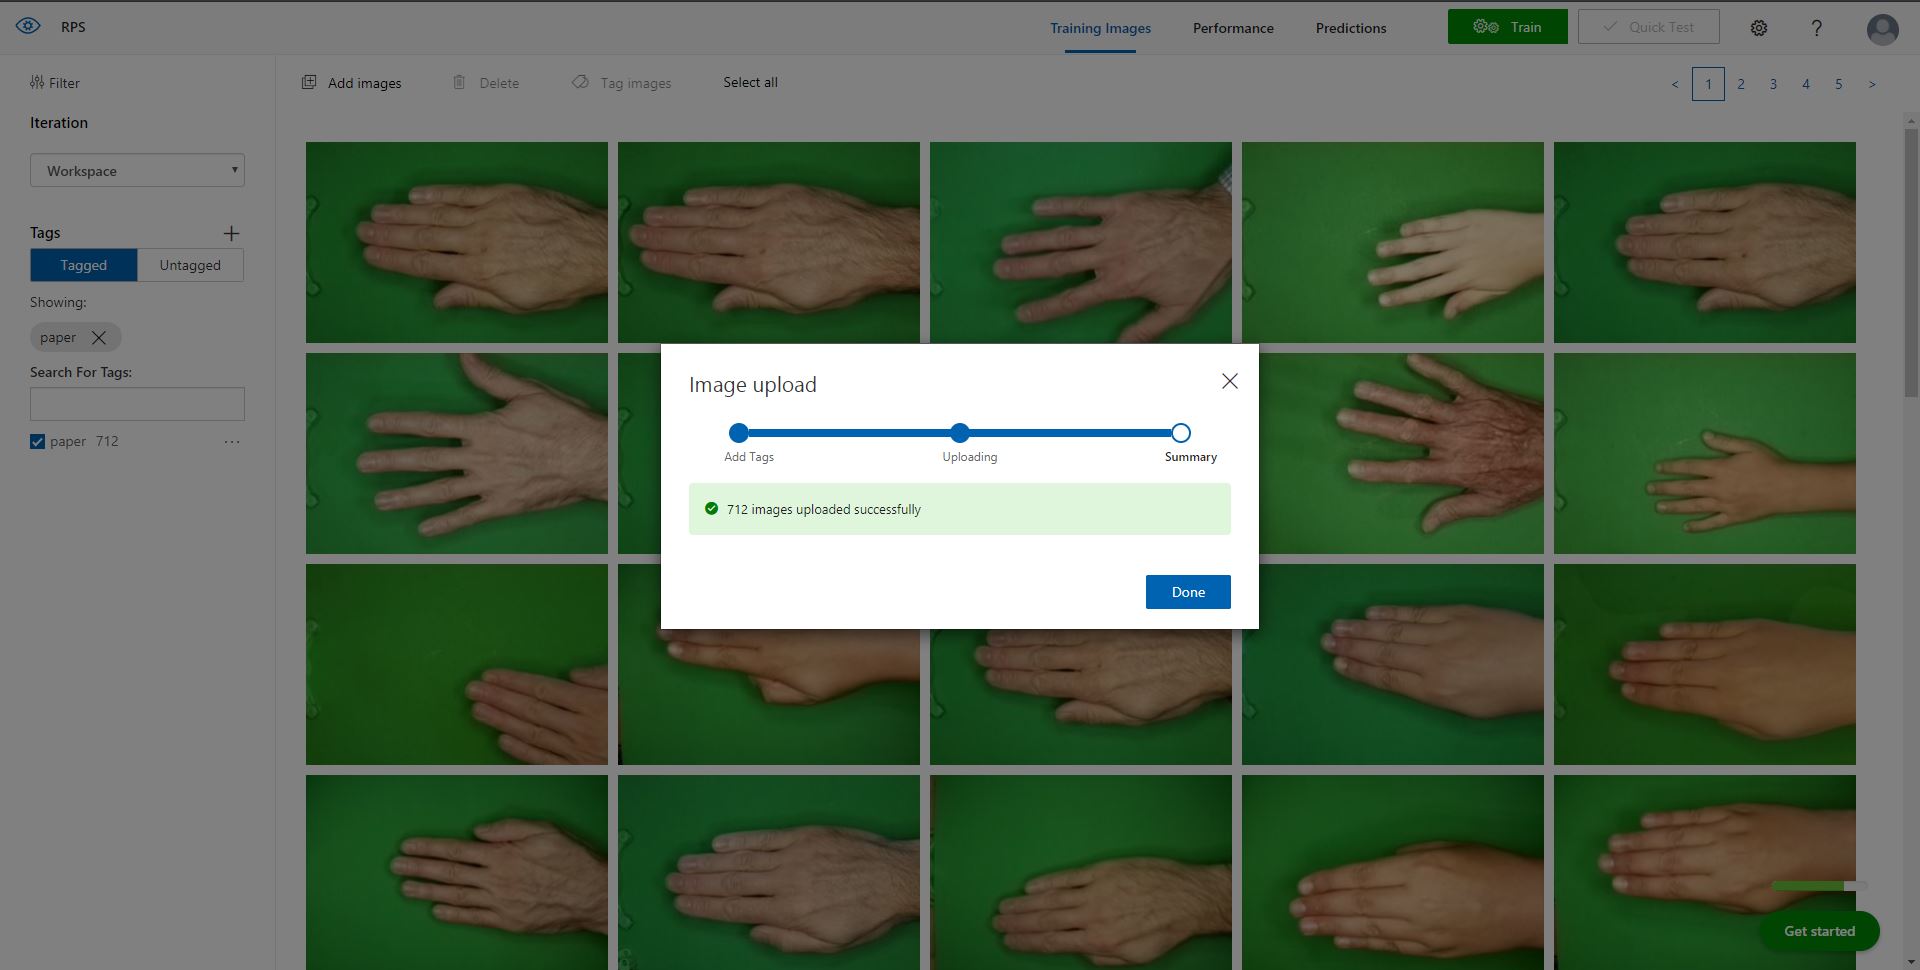 RPS
Training Images
Performance
Predictions
Train
Quick Test
?
Filter
Add images
Delete
Tag images
Select all
< 1 2 3 4 5 >
Iteration
Workspace
Tags +
Tagged
Untagged
Showing:
paper
Search For Tags:
paper 712 ...
Image upload
Add Tags
Uploading
Summary
712 images uploaded successfully
Done
Get started